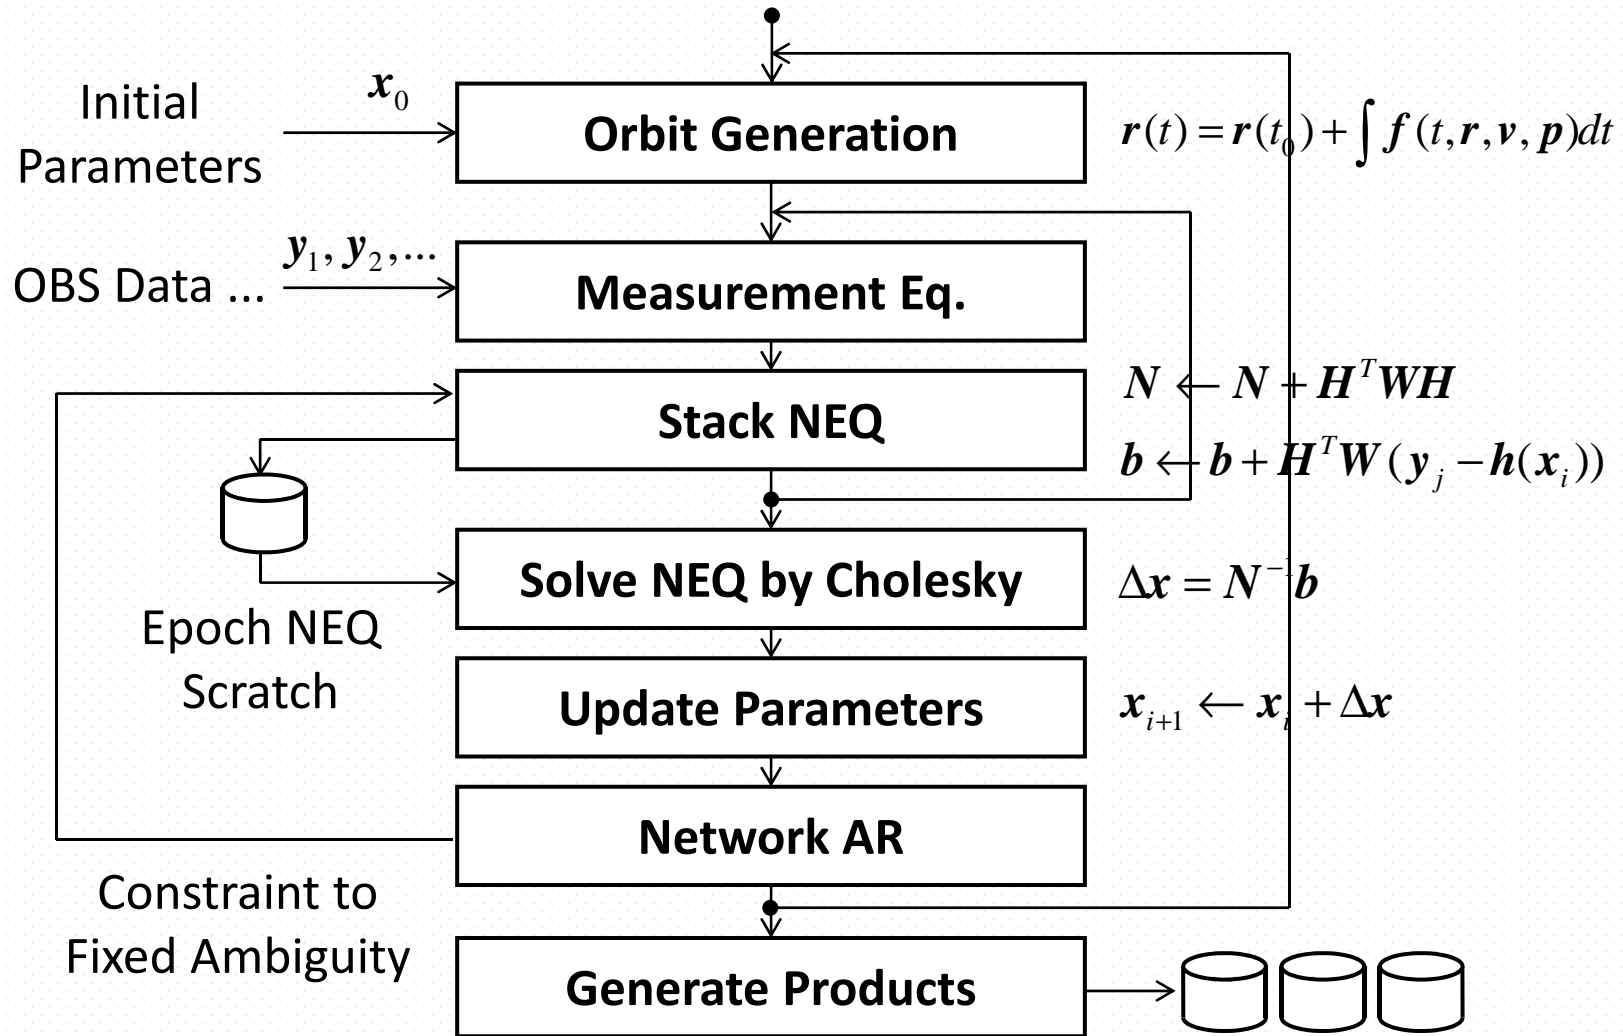 Initial
Parameters
x₀
Orbit Generation
r(t) = r(t₀) + ∫ f(t, r, v, p)dt
OBS Data ...
y₁, y₂,...
Measurement Eq.
Stack NEQ
N ← N + HᵀWH
b ← b + HᵀW(yⱼ − h(xᵢ))
Solve NEQ by Cholesky
Δx = N⁻¹b
Epoch NEQ
Scratch
Update Parameters
xᵢ₊₁ ← xᵢ + Δx
Network AR
Constraint to
Fixed Ambiguity
Generate Products